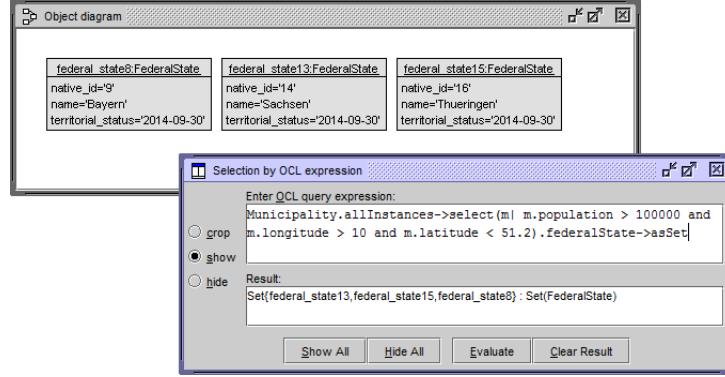 Object diagram
federal_state8:FederalState
native_id='9'
name='Bayern'
territorial_status='2014-09-30'
federal_state13:FederalState
native_id='14'
name='Sachsen'
territorial_status='2014-09-30'
federal_state15:FederalState
native_id='16'
name='Thueringen'
territorial_status='2014-09-30'
Selection by OCL expression
crop
show
hide
Enter OCL query expression:
Municipality.allInstances->select(m| m.population > 100000 and
m.longitude > 10 and m.latitude < 51.2).federalState->asSet
Result:
Set{federal_state13,federal_state15,federal_state8} : Set(FederalState)
Show All
Hide All
Evaluate
Clear Result